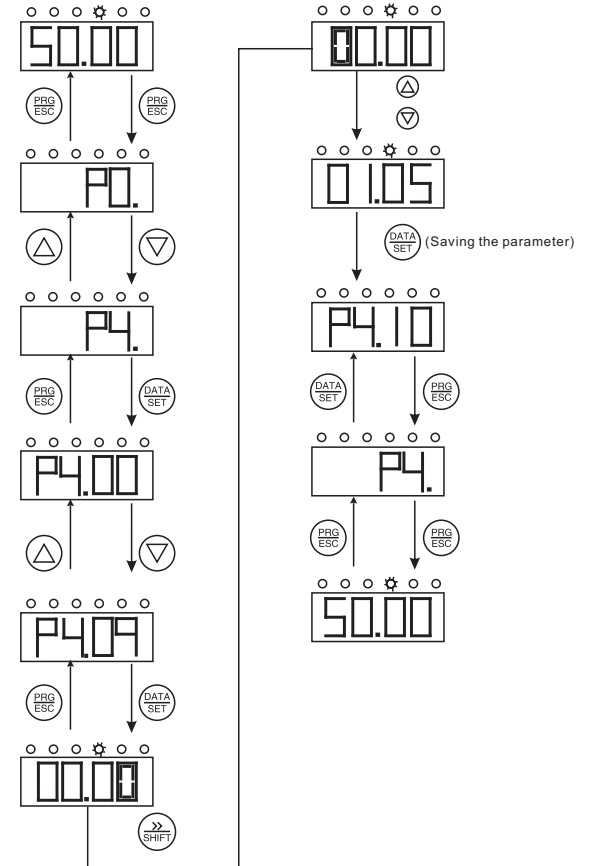 50.00
PRG
ESC
PRG
ESC
P0.
P4.
PRG
ESC
DATA
SET
P4.00
P4.09
PRG
ESC
DATA
SET
00.00
>>
SHIFT
00.00
01.05
DATA
SET
(Saving the parameter)
P4.10
DATA
SET
PRG
ESC
P4.
PRG
ESC
PRG
ESC
50.00